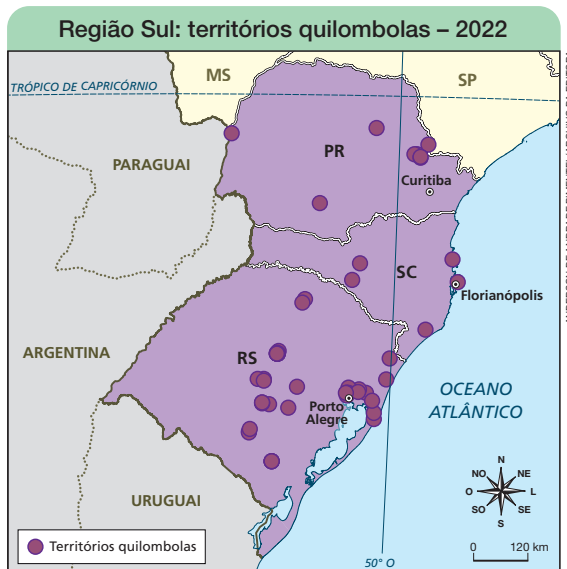 Região Sul: territórios quilombolas – 2022
MS
SP
TRÓPICO DE CAPRICÓRNIO
PR
PARAGUAI
Curitiba
SC
Florianópolis
ARGENTINA
RS
Porto
Alegre
OCEANO
ATLÂNTICO
URUGUAI
N
NO
NE
O
L
SO
SE
S
Territórios quilombolas
50° O
0
120 km